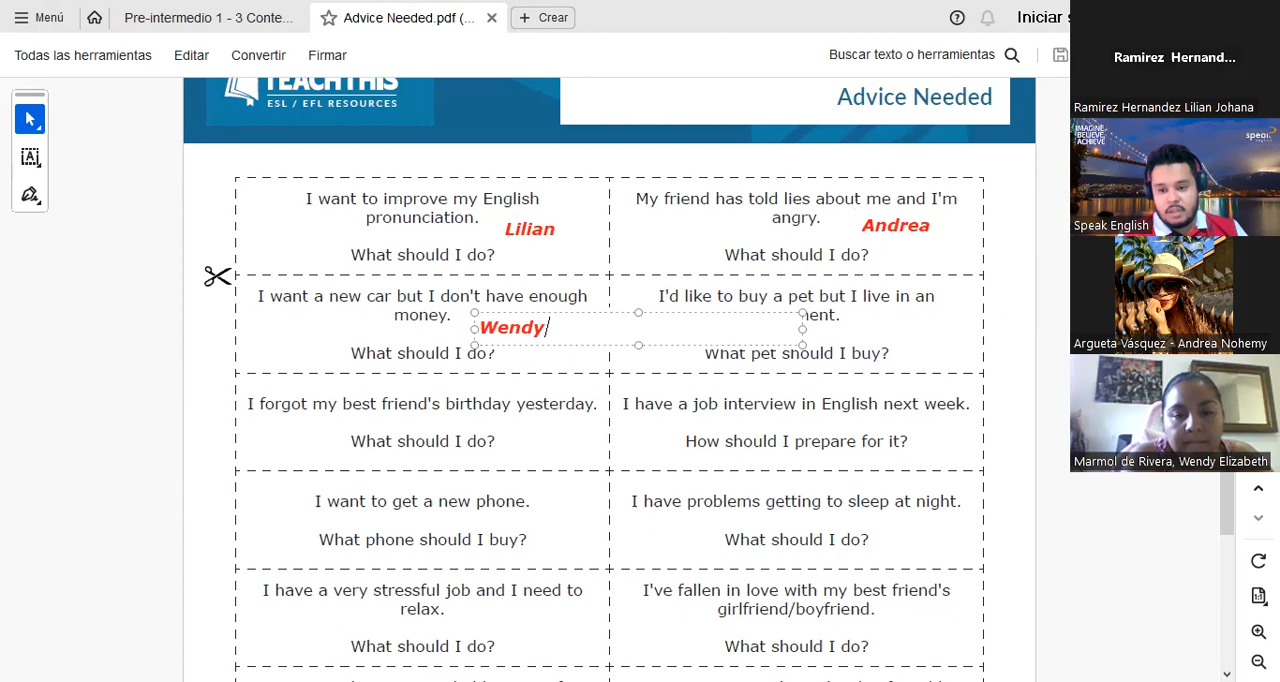 Menú
Pre-intermedio 1 - 3 Conte...
Advice Needed.pdf (...
Crear
Iniciar s
Todas las herramientas
Editar
Convertir
Firmar
Buscar texto o herramientas
TEACHTHIS
ESL / EFL RESOURCES
Advice Needed
I want to improve my English
pronunciation.
Lilian
What should I do?
My friend has told lies about me and I'm
angry.
Andrea
What should I do?
I want a new car but I don't have enough
money.
Wendy
What should I do?
I'd like to buy a pet but I live in an
ment.
What pet should I buy?
I forgot my best friend's birthday yesterday.
What should I do?
I have a job interview in English next week.
How should I prepare for it?
I want to get a new phone.
What phone should I buy?
I have problems getting to sleep at night.
What should I do?
I have a very stressful job and I need to
relax.
What should I do?
I've fallen in love with my best friend's
girlfriend/boyfriend.
What should I do?
Ramirez Hernand...
Ramirez Hernandez Lilian Johana
IMAGINE
BELIEVE
ACHIEVE
speak
Speak English
Argueta Vásquez - Andrea Nohemy
Marmol de Rivera, Wendy Elizabeth
1:1